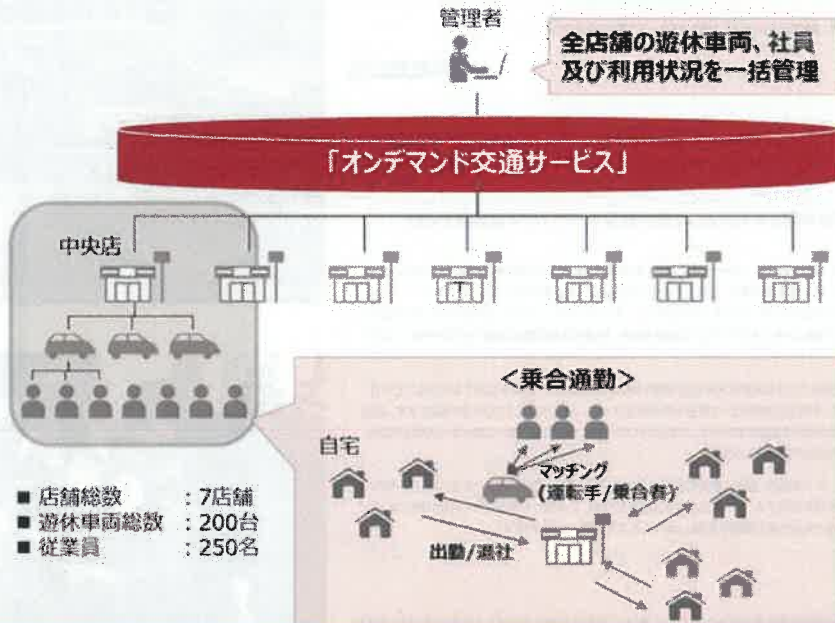 管理者
全店舗の遊休車両、社員
及び利用状況を一括管理
「オンデマンド交通サービス」
中央店
<乗合通勤>
自宅
マッチング
(運転手/乗合者)
出勤/退社
■ 店舗総数 : 7店舗
■ 遊休車両総数 : 200台
■ 従業員 : 250名